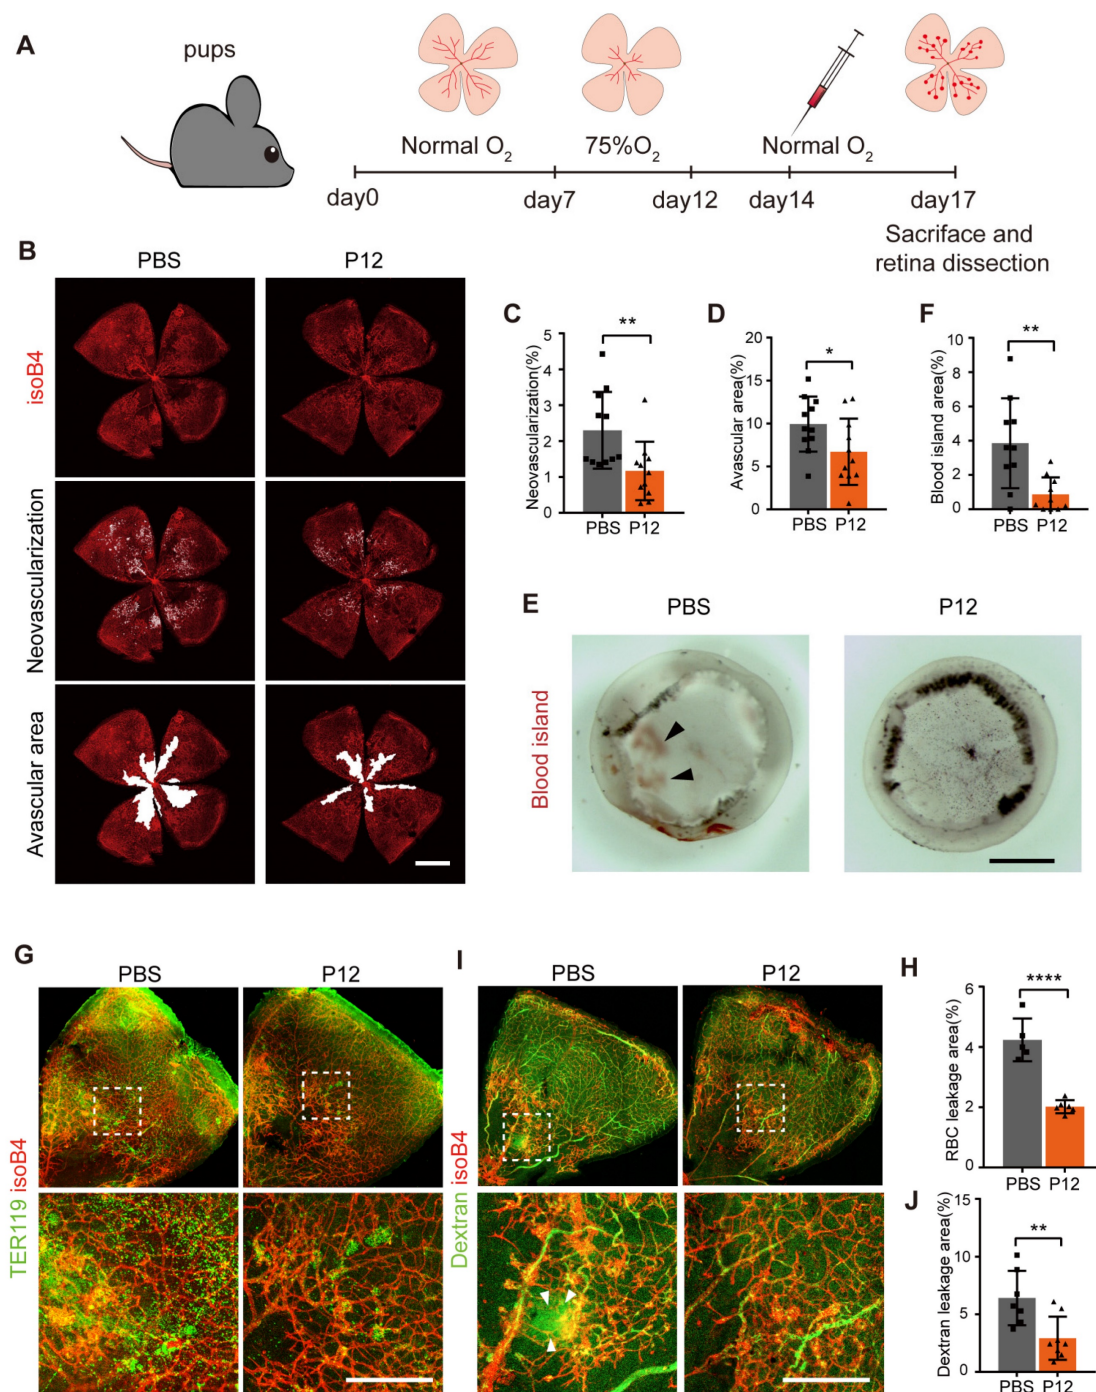 A
pups
Normal O2
75%O2
Normal O2
day0
day7
day12
day14
day17
Sacriface and
retina dissection
B
PBS
P12
isoB4
Neovascularization
Avascular area
C
Neovascularization(%)
5
4
3
2
1
0
**
PBS P12
D
Avascular area(%)
20
15
10
5
0
*
PBS P12
F
Blood island area(%)
10
8
6
4
2
0
**
PBS P12
E
PBS
P12
Blood island
G
PBS
P12
TER119 isoB4
I
PBS
P12
Dextran isoB4
H
RBC leakage area(%)
6
4
2
0
****
PBS P12
J
Dextran leakage area(%)
15
10
5
0
**
PBS P12